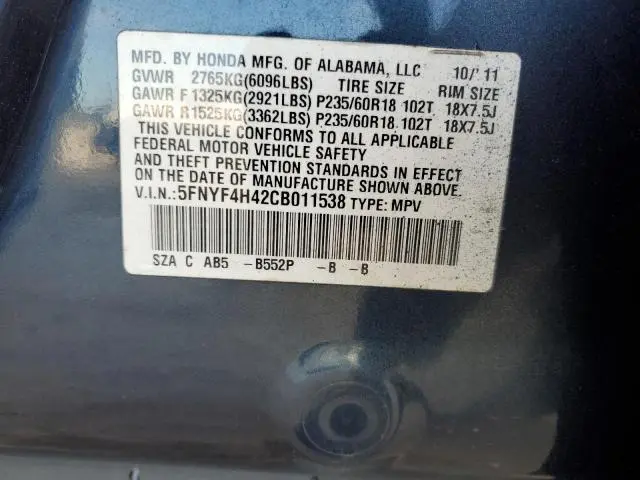 MFD. BY HONDA MFG. OF ALABAMA, LLC 10/'11
GVWR 2765KG(6096LBS) TIRE SIZE RIM SIZE
GAWR F 1325KG(2921LBS) P235/60R18 102T 18X7.5J
GAWR R1525KG(3362LBS) P235/60R18 102T 18X7.5J
THIS VEHICLE CONFORMS TO ALL APPLICABLE
FEDERAL MOTOR VEHICLE SAFETY
AND THEFT PREVENTION STANDARDS IN EFFECT
ON THE DATE OF MANUFACTURE SHOWN ABOVE.
V.I.N.:5FNYF4H42CB011538 TYPE: MPV
SZA C AB5 -B552P -B -B